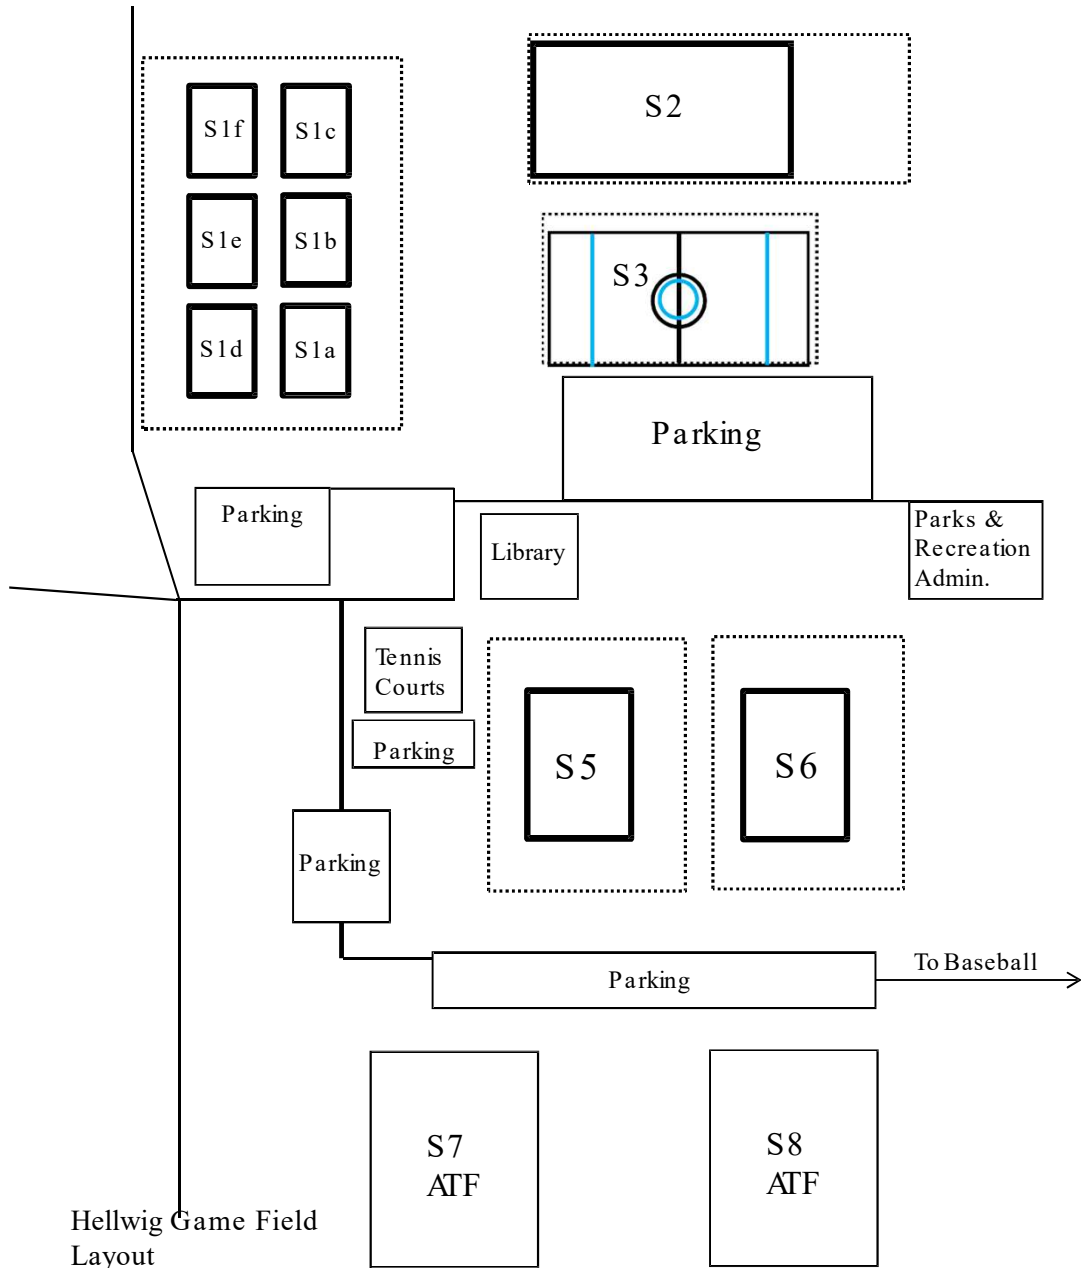 S2
S1f
S1c
S1e
S1b
S3
S1d
S1a
Parking
Parking
Library
Parks &
Recreation
Admin.
Tennis
Courts
Parking
S5
S6
Parking
To Baseball
Parking
S7
ATF
S8
ATF
Hellwig Game Field
Layout